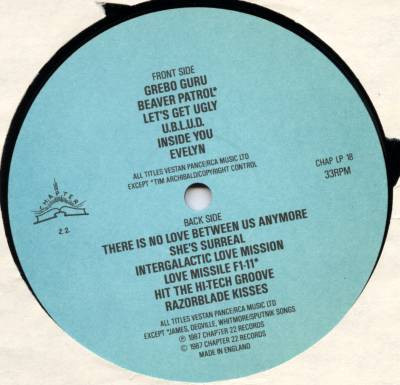 FRONT SIDE
GREBO GURU
BEAVER PATROL*
LET'S GET UGLY
U.B.L.U.D.
INSIDE YOU
EVELYN
ALL TITLES VESTAN PANCE/RCA MUSIC LTD
EXCEPT *TIM ARCHIBALD/COPYRIGHT CONTROL
CHAPTER
22
CHAP LP 18
33RPM
BACK SIDE
THERE IS NO LOVE BETWEEN US ANYMORE
SHE'S SURREAL
INTERGALACTIC LOVE MISSION
LOVE MISSILE F1-11*
HIT THE HI-TECH GROOVE
RAZORBLADE KISSES
ALL TITLES VESTAN PANCE/RCA MUSIC LTD
EXCEPT *JAMES, DEGVILLE, WHITMORE/SPUTNIK SONGS
℗ 1987 CHAPTER 22 RECORDS
© 1987 CHAPTER 22 RECORDS
MADE IN ENGLAND